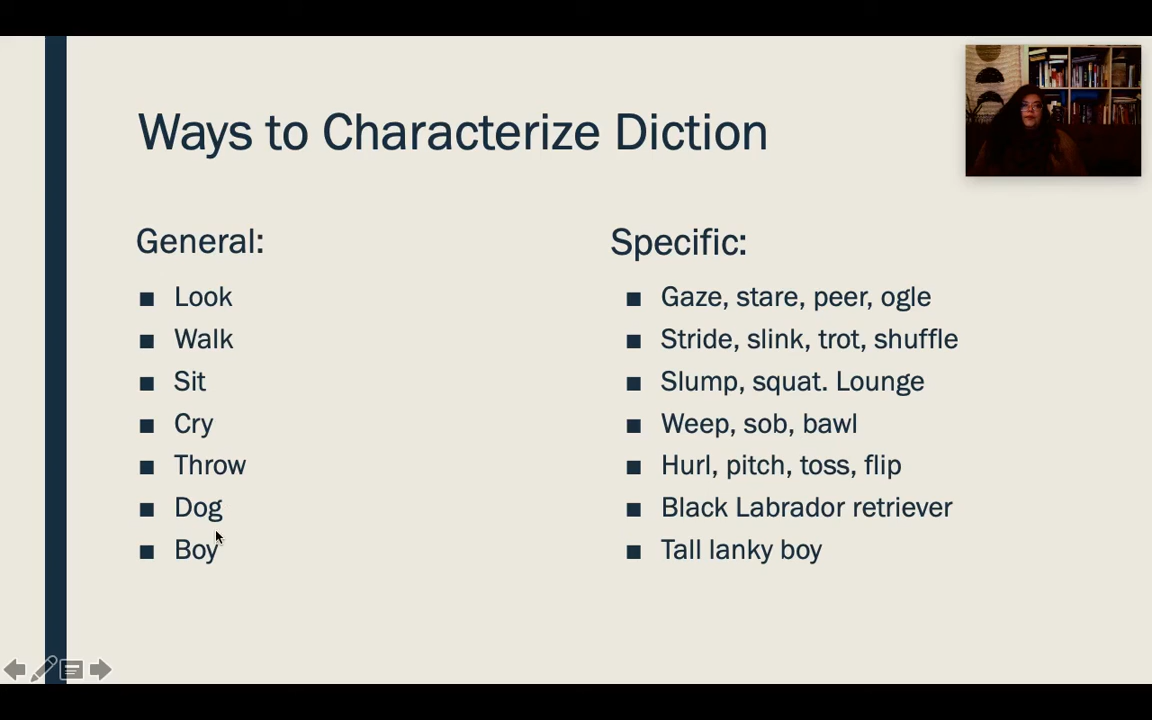 Ways to Characterize Diction
General:
Look
Walk
Sit
Cry
Throw
Dog
Boy
Specific:
Gaze, stare, peer, ogle
Stride, slink, trot, shuffle
Slump, squat. Lounge
Weep, sob, bawl
Hurl, pitch, toss, flip
Black Labrador retriever
Tall lanky boy